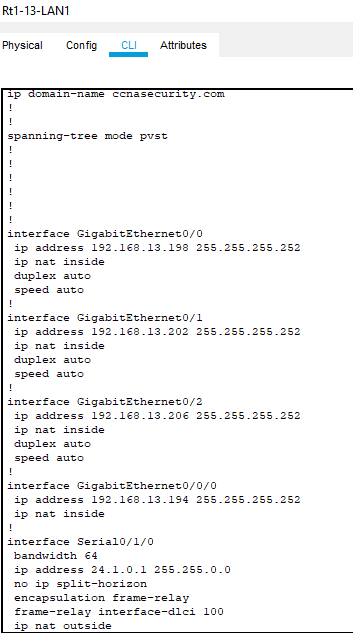 Rt1-13-LAN1
Physical Config CLI Attributes
ip domain-name ccnasecurity.com
!
!
spanning-tree mode pvst
!
!
!
!
!
!
interface GigabitEthernet0/0
ip address 192.168.13.198 255.255.255.252
ip nat inside
duplex auto
speed auto
!
interface GigabitEthernet0/1
ip address 192.168.13.202 255.255.255.252
ip nat inside
duplex auto
speed auto
!
interface GigabitEthernet0/2
ip address 192.168.13.206 255.255.255.252
ip nat inside
duplex auto
speed auto
!
interface GigabitEthernet0/0/0
ip address 192.168.13.194 255.255.255.252
ip nat inside
!
interface Serial0/1/0
bandwidth 64
ip address 24.1.0.1 255.255.0.0
no ip split-horizon
encapsulation frame-relay
frame-relay interface-dlci 100
ip nat outside